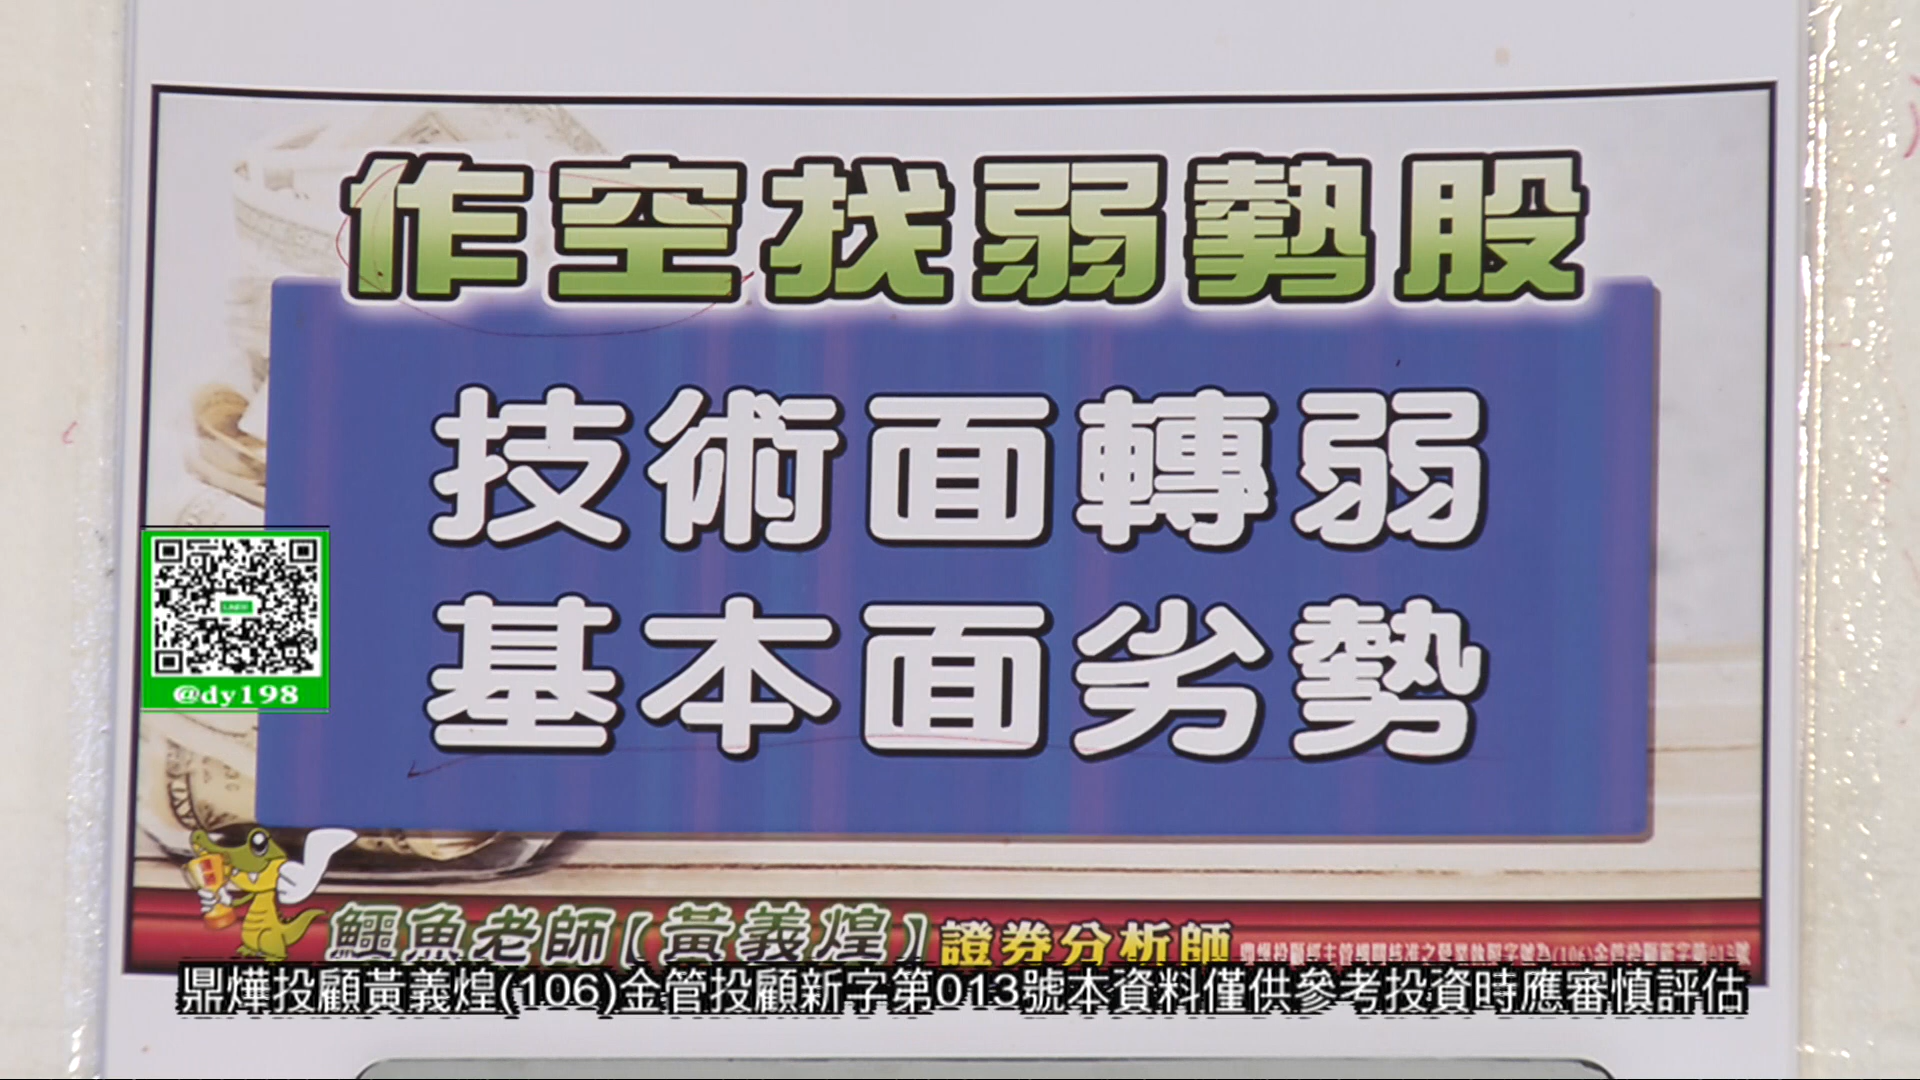 作空找弱勢股
技術面轉弱
基本面劣勢
LINE
@dy198
鱷魚老師【黃義煌】證券分析師
鼎燁投顧黃義煌(106)金管投顧新字第013號本資料僅供參考投資時應審慎評估